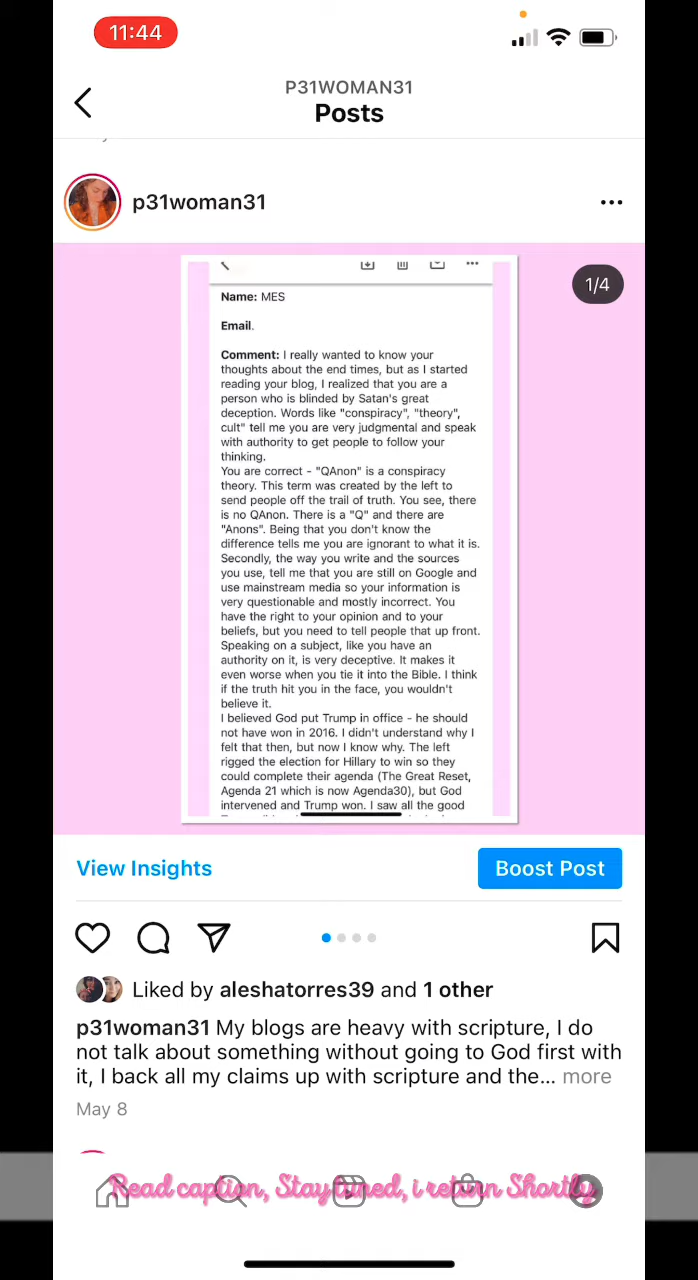 11:44
P31WOMAN31
Posts
p31woman31
1/4
Name: MES
Email.
Comment: I really wanted to know your
thoughts about the end times, but as I started
reading your blog, I realized that you are a
person who is blinded by Satan's great
deception. Words like "conspiracy", "theory",
cult" tell me you are very judgmental and speak
with authority to get people to follow your
thinking.
You are correct - "QAnon" is a conspiracy
theory. This term was created by the left to
send people off the trail of truth. You see, there
is no QAnon. There is a "Q" and there are
"Anons". Being that you don't know the
difference tells me you are ignorant to what it is.
Secondly, the way you write and the sources
you use, tell me that you are still on Google and
use mainstream media so your information is
very questionable and mostly incorrect. You
have the right to your opinion and to your
beliefs, but you need to tell people that up front.
Speaking on a subject, like you have an
authority on it, is very deceptive. It makes it
even worse when you tie it into the Bible. I think
if the truth hit you in the face, you wouldn't
believe it.
I believed God put Trump in office - he should
not have won in 2016. I didn't understand why I
felt that then, but now I know why. The left
rigged the election for Hillary to win so they
could complete their agenda (The Great Reset,
Agenda 21 which is now Agenda30), but God
intervened and Trump won. I saw all the good
View Insights
Boost Post
Liked by aleshatorres39 and 1 other
p31woman31 My blogs are heavy with scripture, I do
not talk about something without going to God first with
it, I back all my claims up with scripture and the... more
May 8
Read caption, Stay tuned, i return Shortly